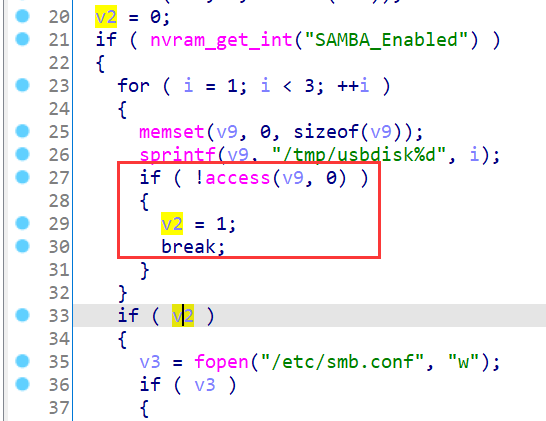 20 v2 = 0;
21 if ( nvram_get_int("SAMBA_Enabled") )
22 {
23 for ( i = 1; i < 3; ++i )
24 {
25 memset(v9, 0, sizeof(v9));
26 sprintf(v9, "/tmp/usbdisk%d", i);
27 if ( !access(v9, 0) )
28 {
29 v2 = 1;
30 break;
31 }
32 }
33 if ( v2 )
34 {
35 v3 = fopen("/etc/smb.conf", "w");
36 if ( v3 )
37 {